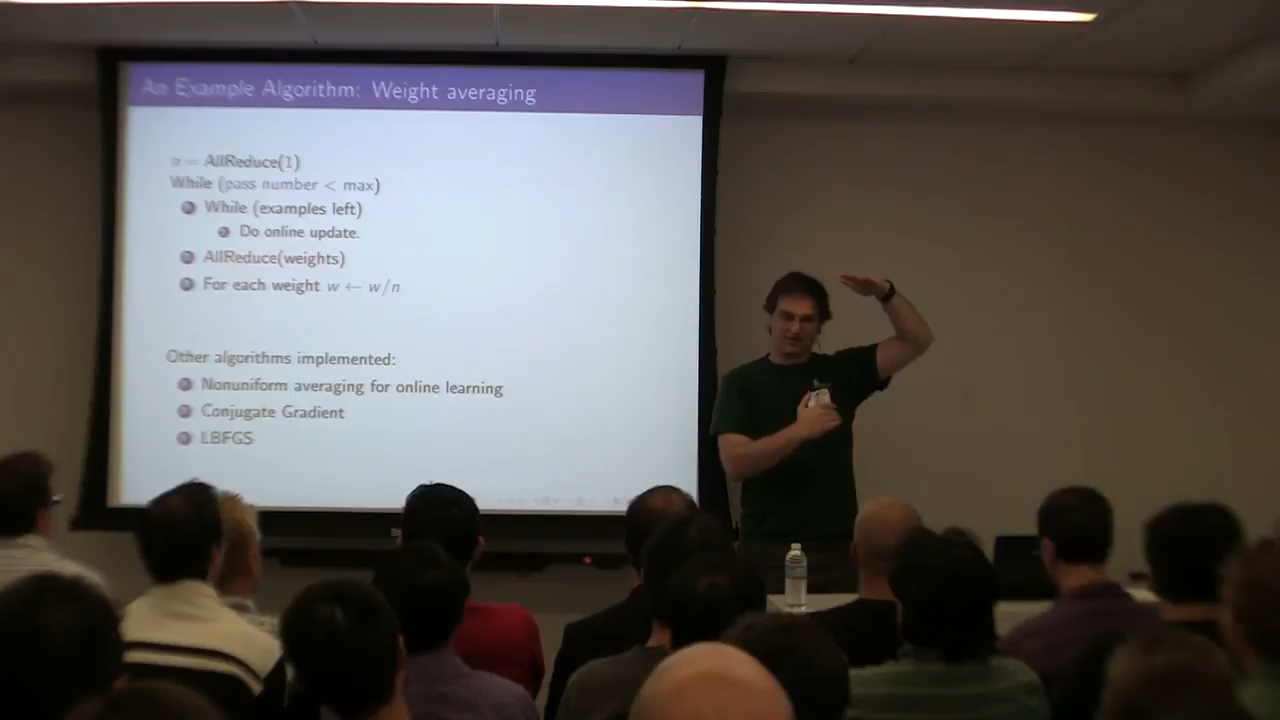 An Example Algorithm: Weight averaging
n = AllReduce(1)
While (pass number < max)
While (examples left)
Do online update.
AllReduce(weights)
For each weight w ← w/n
Other algorithms implemented:
Nonuniform averaging for online learning
Conjugate Gradient
LBFGS